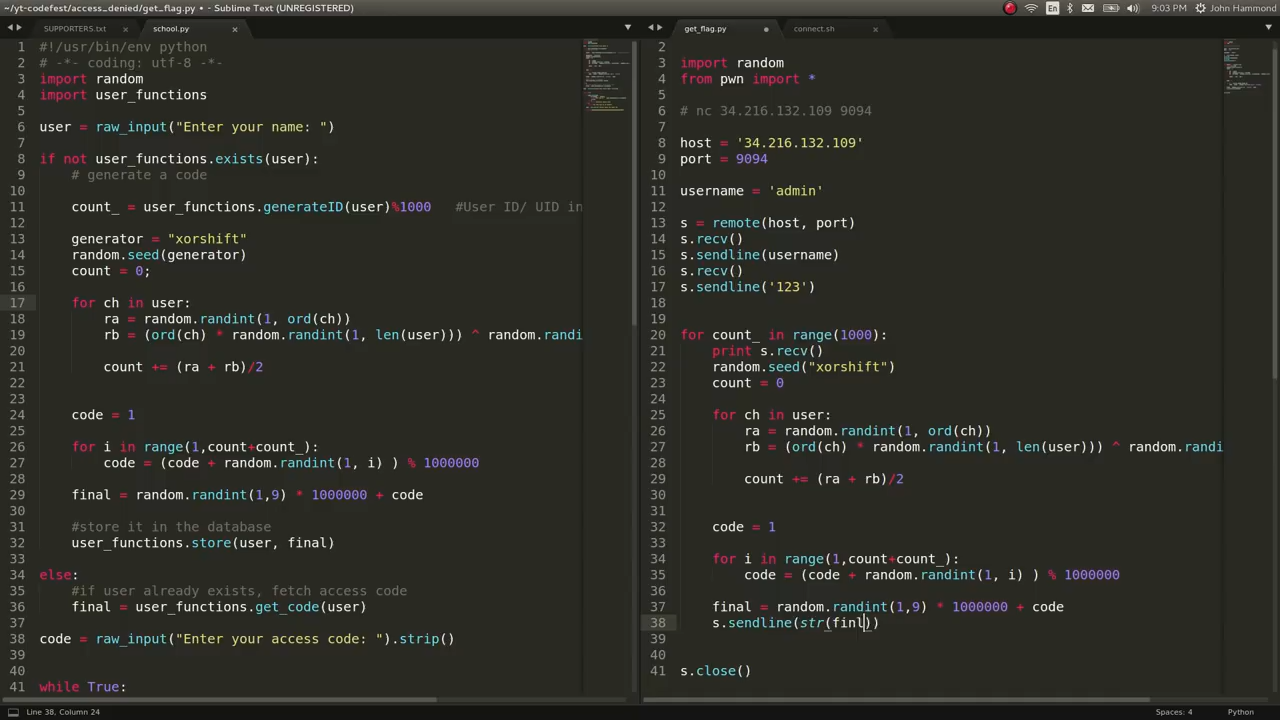 ~/yt-codefest/access_denied/get_flag.py • - Sublime Text (UNREGISTERED)
En
9:03 PM
John Hammond
SUPPORTERS.txt
school.py
1 #!/usr/bin/env python
2 # -*- coding: utf-8 -*-
3 import random
4 import user_functions
5
6 user = raw_input("Enter your name: ")
7
8 if not user_functions.exists(user):
9 # generate a code
10
11 count_ = user_functions.generateID(user)%1000 #User ID/ UID in
12
13 generator = "xorshift"
14 random.seed(generator)
15 count = 0;
16
17 for ch in user:
18 ra = random.randint(1, ord(ch))
19 rb = (ord(ch) * random.randint(1, len(user))) ^ random.randi
20
21 count += (ra + rb)/2
22
23
24 code = 1
25
26 for i in range(1,count+count_):
27 code = (code + random.randint(1, i) ) % 1000000
28
29 final = random.randint(1,9) * 1000000 + code
30
31 #store it in the database
32 user_functions.store(user, final)
33
34 else:
35 #if user already exists, fetch access code
36 final = user_functions.get_code(user)
37
38 code = raw_input("Enter your access code: ").strip()
39
40
41 while True:
get_flag.py
connect.sh
2
3 import random
4 from pwn import *
5
6 # nc 34.216.132.109 9094
7
8 host = '34.216.132.109'
9 port = 9094
10
11 username = 'admin'
12
13 s = remote(host, port)
14 s.recv()
15 s.sendline(username)
16 s.recv()
17 s.sendline('123')
18
19
20 for count_ in range(1000):
21 print s.recv()
22 random.seed("xorshift")
23 count = 0
24
25 for ch in user:
26 ra = random.randint(1, ord(ch))
27 rb = (ord(ch) * random.randint(1, len(user))) ^ random.randi
28
29 count += (ra + rb)/2
30
31
32 code = 1
33
34 for i in range(1,count+count_):
35 code = (code + random.randint(1, i) ) % 1000000
36
37 final = random.randint(1,9) * 1000000 + code
38 s.sendline(str(finl))
39
40
41 s.close()
Line 38, Column 24
Spaces: 4
Python